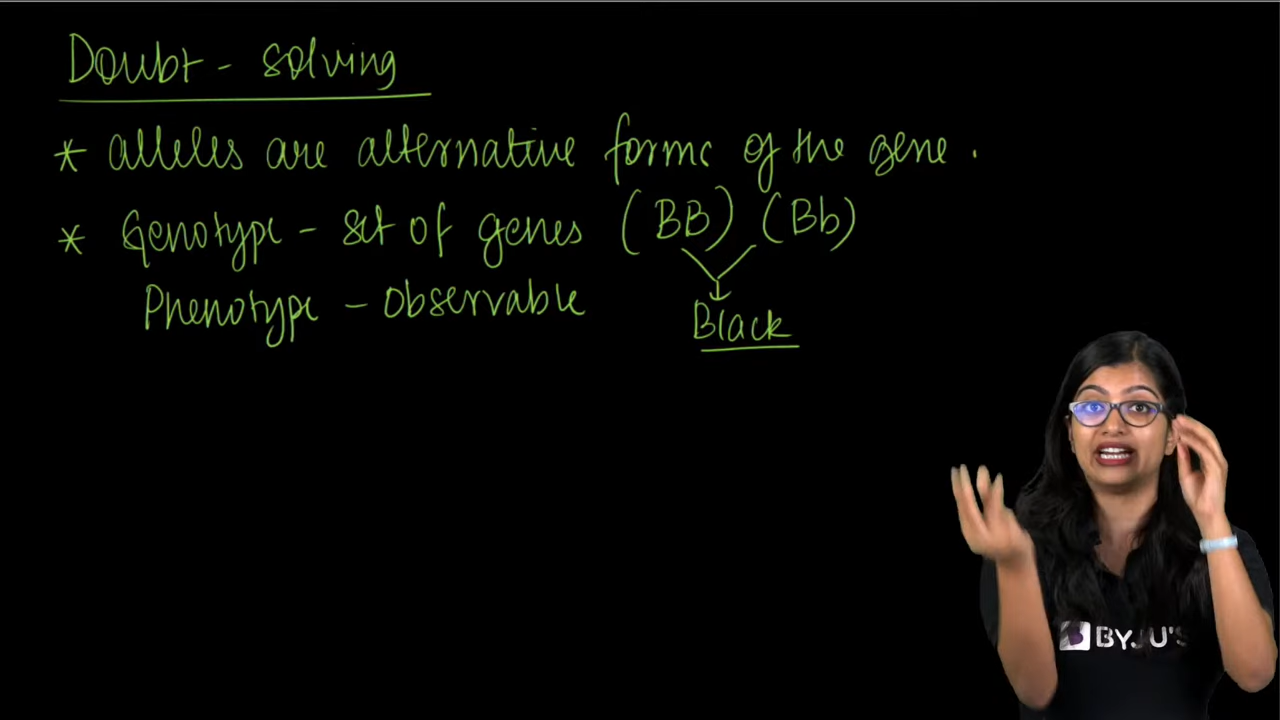 Doubt - solving
* alleles are alternative forms of the gene.
* Genotype - set of genes (BB) (Bb)
Phenotype - Observable
Black
BYJU'S